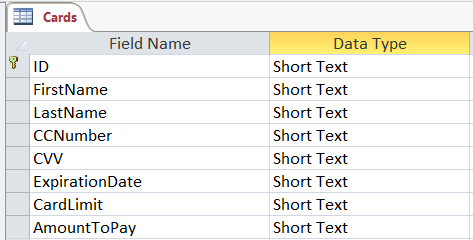 Cards
Field Name Data Type
ID Short Text
FirstName Short Text
LastName Short Text
CCNumber Short Text
CVV Short Text
ExpirationDate Short Text
CardLimit Short Text
AmountToPay Short Text